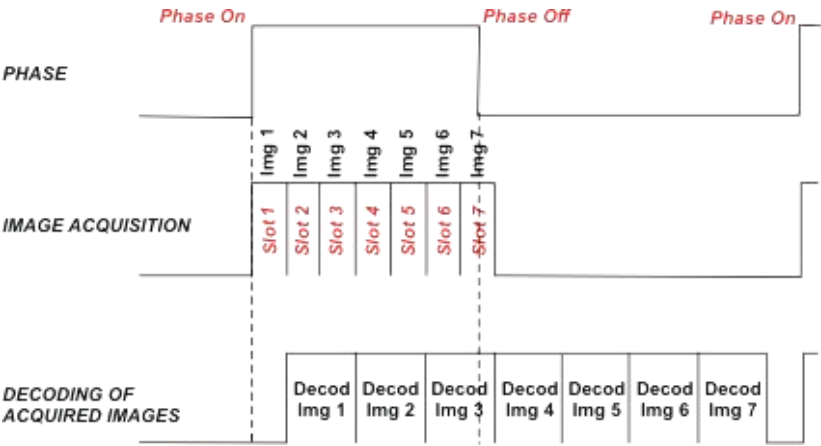 Phase On
Phase Off
Phase On
PHASE
Img 1
Img 2
Img 3
Img 4
Img 5
Img 6
Img 7
IMAGE ACQUISITION
Slot 1
Slot 2
Slot 3
Slot 4
Slot 5
Slot 6
Slot 7
DECODING OF
ACQUIRED IMAGES
Decod
Img 1
Decod
Img 2
Decod
Img 3
Decod
Img 4
Decod
Img 5
Decod
Img 6
Decod
Img 7